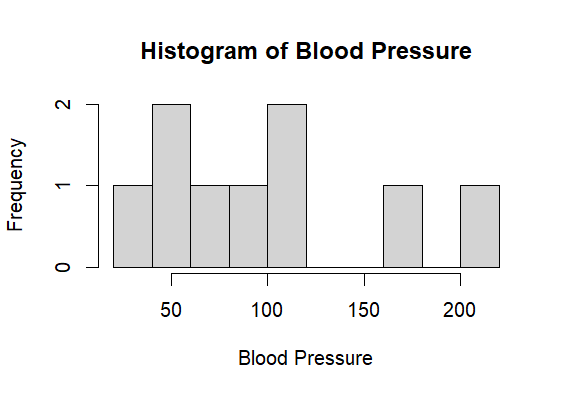 Histogram of Blood Pressure
2
1
0
Frequency
50 100 150 200
Blood Pressure